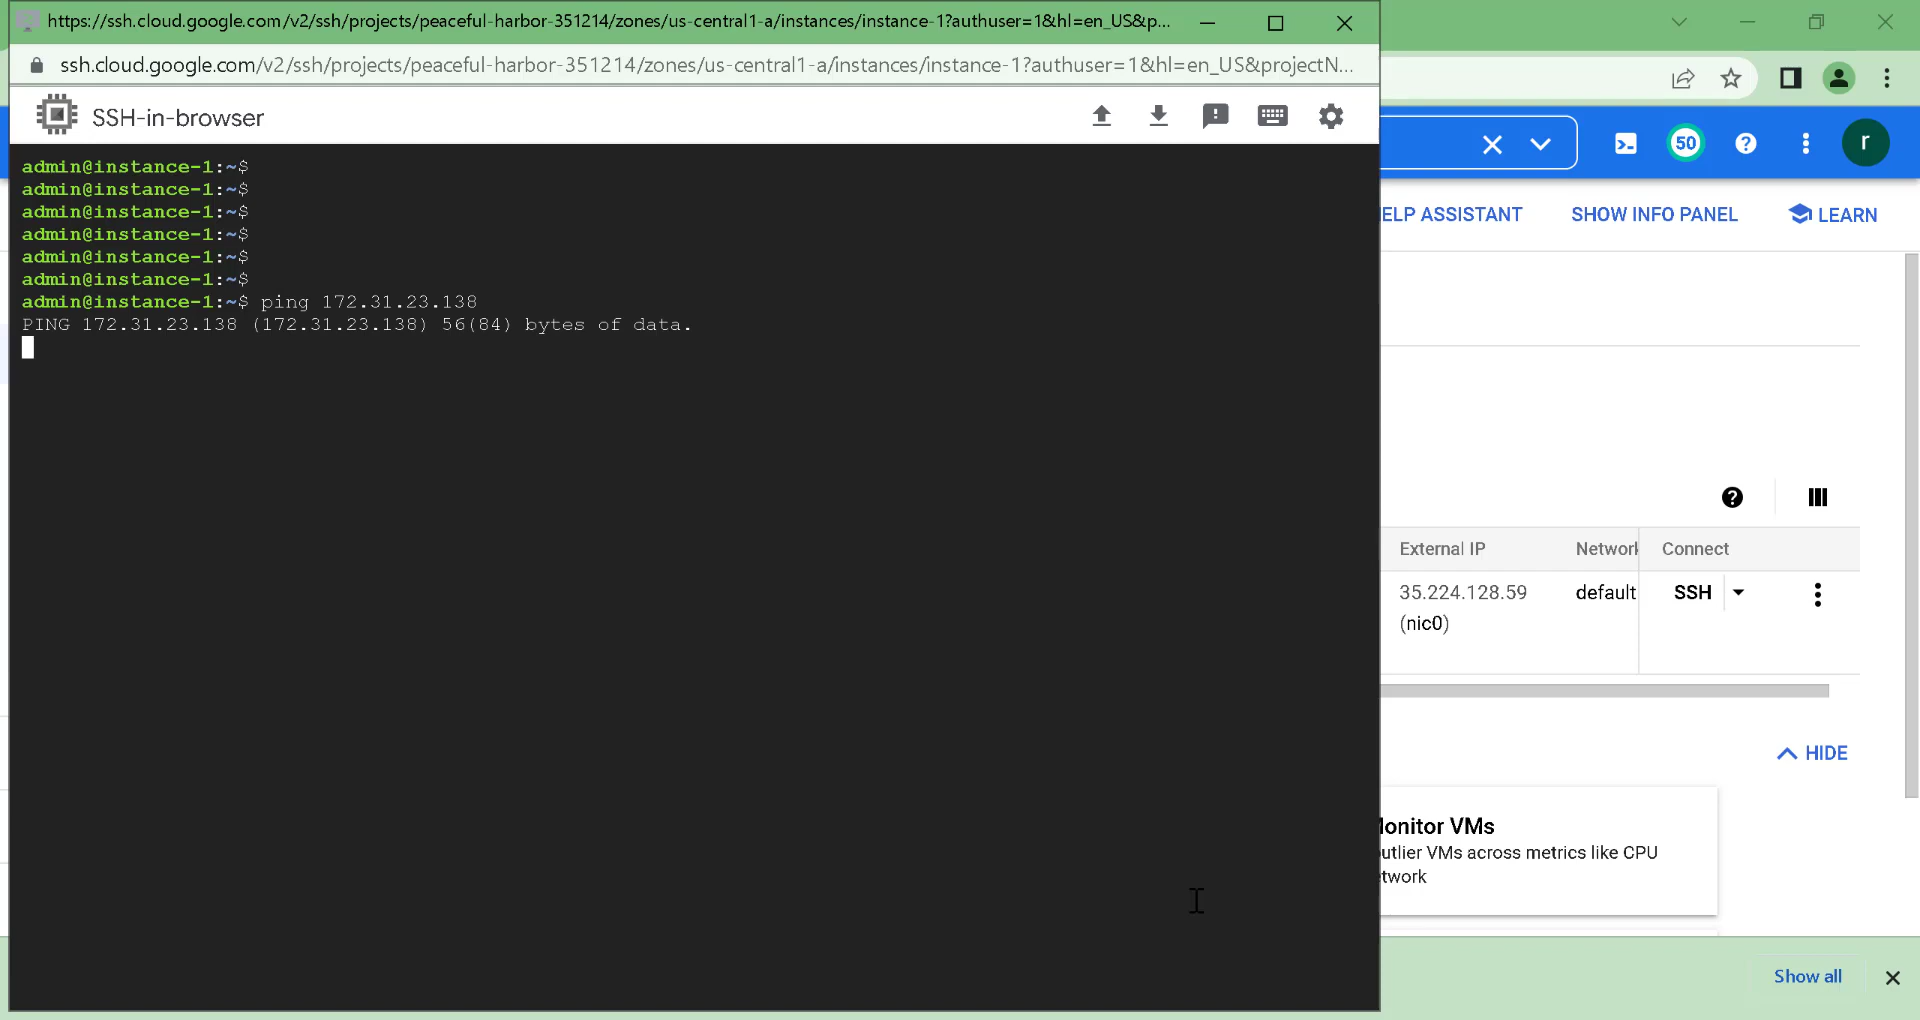 https://ssh.cloud.google.com/v2/ssh/projects/peaceful-harbor-351214/zones/us-central1-a/instances/instance-1?authuser=1&hl=en_US&p...
ssh.cloud.google.com/v2/ssh/projects/peaceful-harbor-351214/zones/us-central1-a/instances/instance-1?authuser=1&hl=en_US&projectN...
SSH-in-browser
admin@instance-1:~$
admin@instance-1:~$
admin@instance-1:~$
admin@instance-1:~$
admin@instance-1:~$
admin@instance-1:~$
admin@instance-1:~$ ping 172.31.23.138
PING 172.31.23.138 (172.31.23.138) 56(84) bytes of data.
50
r
ELP ASSISTANT
SHOW INFO PANEL
LEARN
External IP
Network
Connect
35.224.128.59
(nic0)
default
SSH
HIDE
Monitor VMs
outlier VMs across metrics like CPU
etwork
Show all